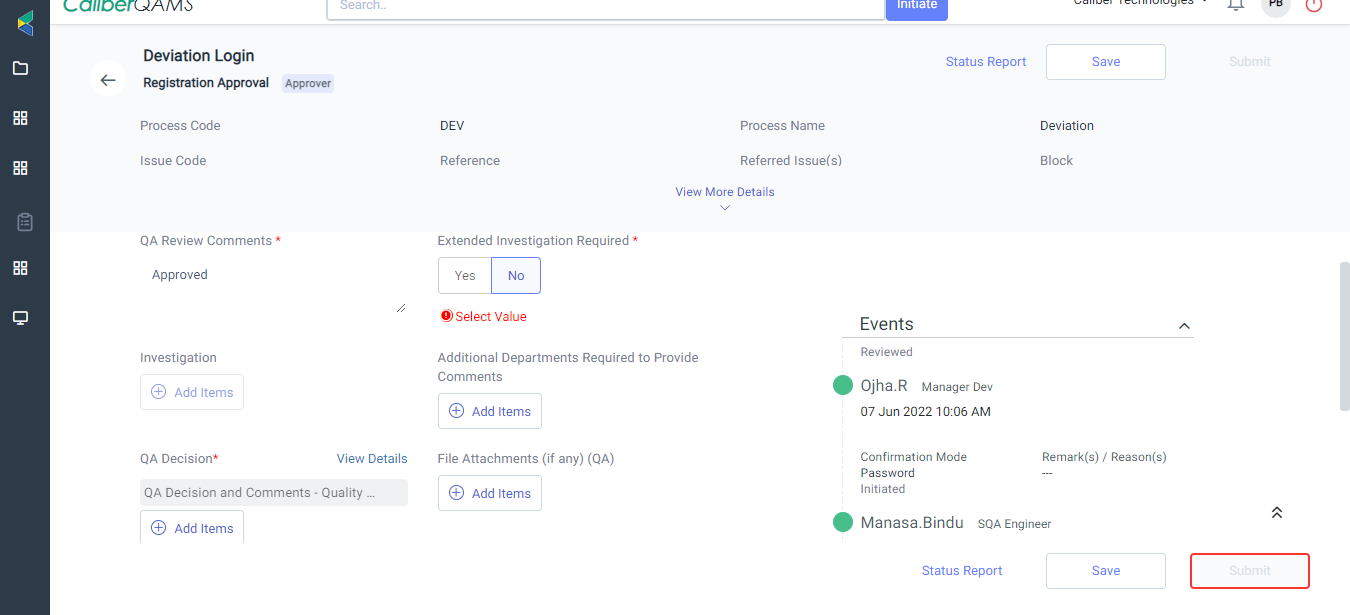 CaliberQAMS
Search..
Initiate
Caliber Technologies
PB
Deviation Login
Registration Approval Approver
Status Report Save Submit
Process Code DEV Process Name Deviation
Issue Code Reference Referred Issue(s) Block
View More Details
QA Review Comments * Extended Investigation Required *
Approved
Yes No
Select Value
Investigation
Add Items
Additional Departments Required to Provide
Comments
Add Items
QA Decision* View Details
QA Decision and Comments - Quality ...
Add Items
File Attachments (if any) (QA)
Add Items
Events
Reviewed
Ojha.R Manager Dev
07 Jun 2022 10:06 AM
Confirmation Mode Remark(s) / Reason(s)
Password ---
Initiated
Manasa.Bindu SQA Engineer
Status Report Save Submit